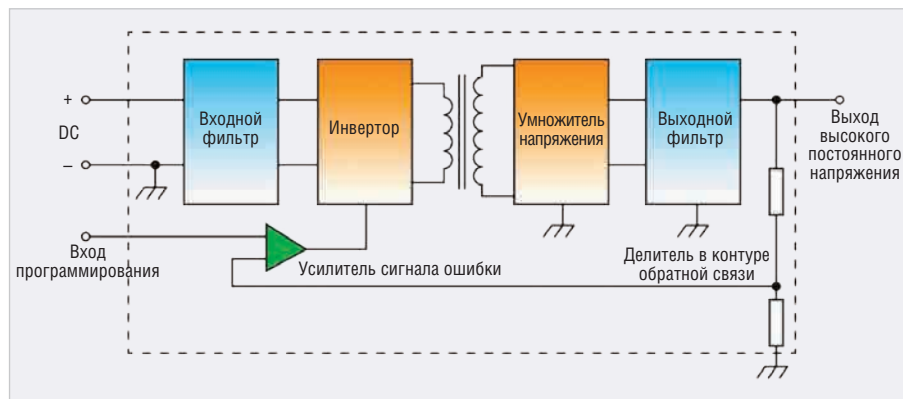 +
DC
–
Входной
фильтр
Инвертор
Умножитель
напряжения
Выходной
фильтр
Выход
высокого
постоянного
напряжения
Вход
программирования
Усилитель сигнала ошибки
Делитель в контуре
обратной связи